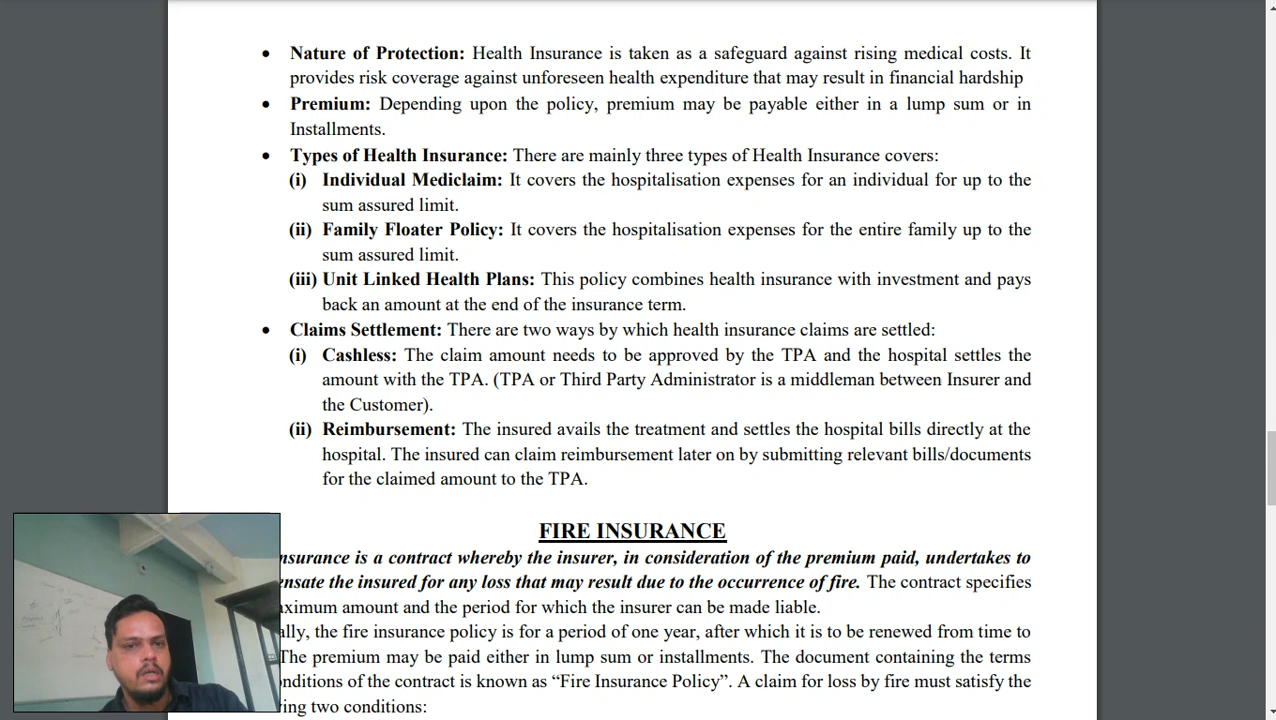 • Nature of Protection: Health Insurance is taken as a safeguard against rising medical costs. It
provides risk coverage against unforeseen health expenditure that may result in financial hardship
• Premium: Depending upon the policy, premium may be payable either in a lump sum or in
Installments.
• Types of Health Insurance: There are mainly three types of Health Insurance covers:
(i) Individual Mediclaim: It covers the hospitalisation expenses for an individual for up to the
sum assured limit.
(ii) Family Floater Policy: It covers the hospitalisation expenses for the entire family up to the
sum assured limit.
(iii) Unit Linked Health Plans: This policy combines health insurance with investment and pays
back an amount at the end of the insurance term.
• Claims Settlement: There are two ways by which health insurance claims are settled:
(i) Cashless: The claim amount needs to be approved by the TPA and the hospital settles the
amount with the TPA. (TPA or Third Party Administrator is a middleman between Insurer and
the Customer).
(ii) Reimbursement: The insured avails the treatment and settles the hospital bills directly at the
hospital. The insured can claim reimbursement later on by submitting relevant bills/documents
for the claimed amount to the TPA.
FIRE INSURANCE
nsurance is a contract whereby the insurer, in consideration of the premium paid, undertakes to
ensate the insured for any loss that may result due to the occurrence of fire. The contract specifies
aximum amount and the period for which the insurer can be made liable.
ally, the fire insurance policy is for a period of one year, after which it is to be renewed from time to
The premium may be paid either in lump sum or installments. The document containing the terms
nditions of the contract is known as “Fire Insurance Policy”. A claim for loss by fire must satisfy the
ing two conditions: